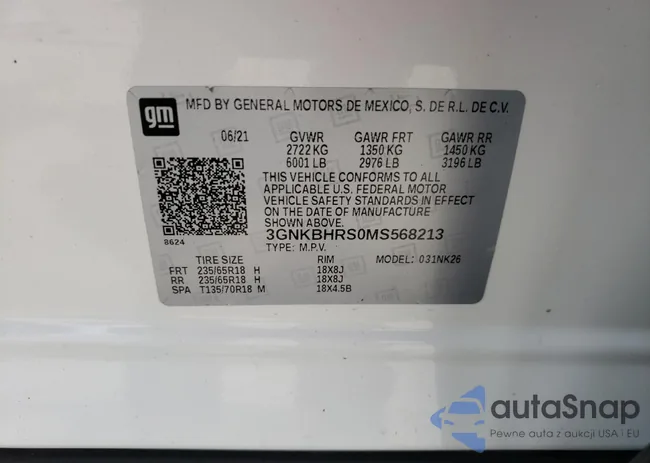 gm
MFD BY GENERAL MOTORS DE MEXICO, S. DE R.L. DE C.V.
06/21 GVWR GAWR FRT GAWR RR
2722 KG 1350 KG 1450 KG
6001 LB 2976 LB 3196 LB
THIS VEHICLE CONFORMS TO ALL
APPLICABLE U.S. FEDERAL MOTOR
VEHICLE SAFETY STANDARDS IN
EFFECT ON THE DATE OF
MANUFACTURE SHOWN ABOVE.
3GNKBHRS0MS568213
8624
TYPE: M.P.V. MODEL: 031NK26
TIRE SIZE RIM
FRT 235/65R18 H 18X8J
RR 235/65R18 H 18X8J
SPA T135/70R18 M 18X4.5B
autaSnap
Pewne auta z aukcji USA i EU